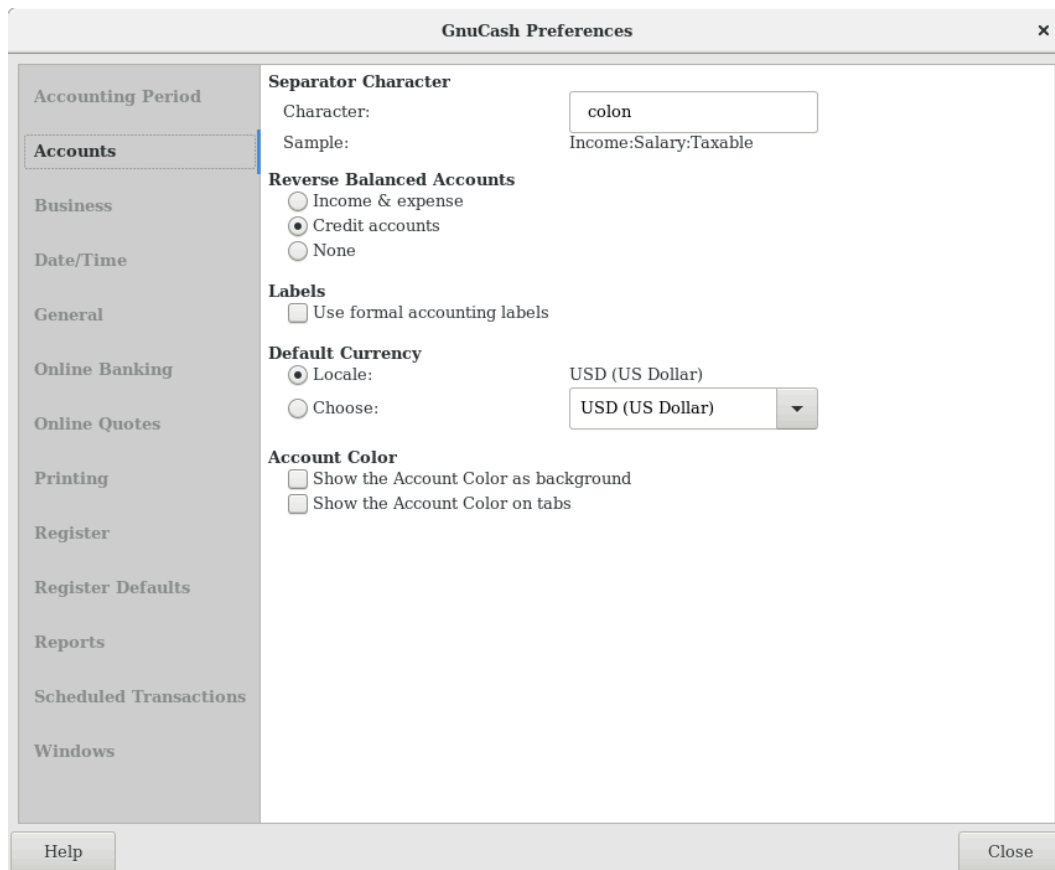 GnuCash Preferences
Accounting Period
Accounts
Business
Date/Time
General
Online Banking
Online Quotes
Printing
Register
Register Defaults
Reports
Scheduled Transactions
Windows
Separator Character
Character: colon
Sample: Income:Salary:Taxable
Reverse Balanced Accounts
Income & expense
Credit accounts
None
Labels
Use formal accounting labels
Default Currency
Locale: USD (US Dollar)
Choose: USD (US Dollar)
Account Color
Show the Account Color as background
Show the Account Color on tabs
Help Close